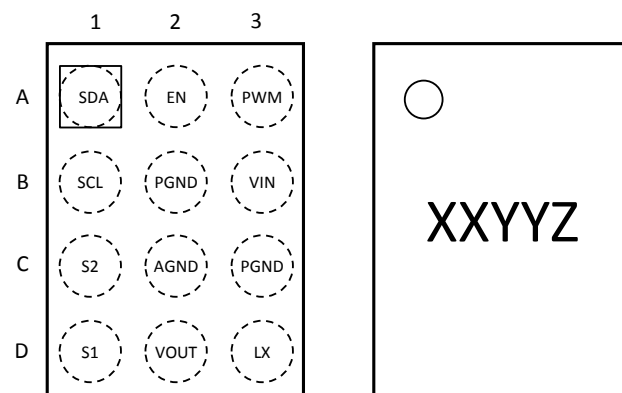 1 2 3
A SDA EN PWM
B SCL PGND VIN
XXYYZ
C S2 AGND PGND
D S1 VOUT LX